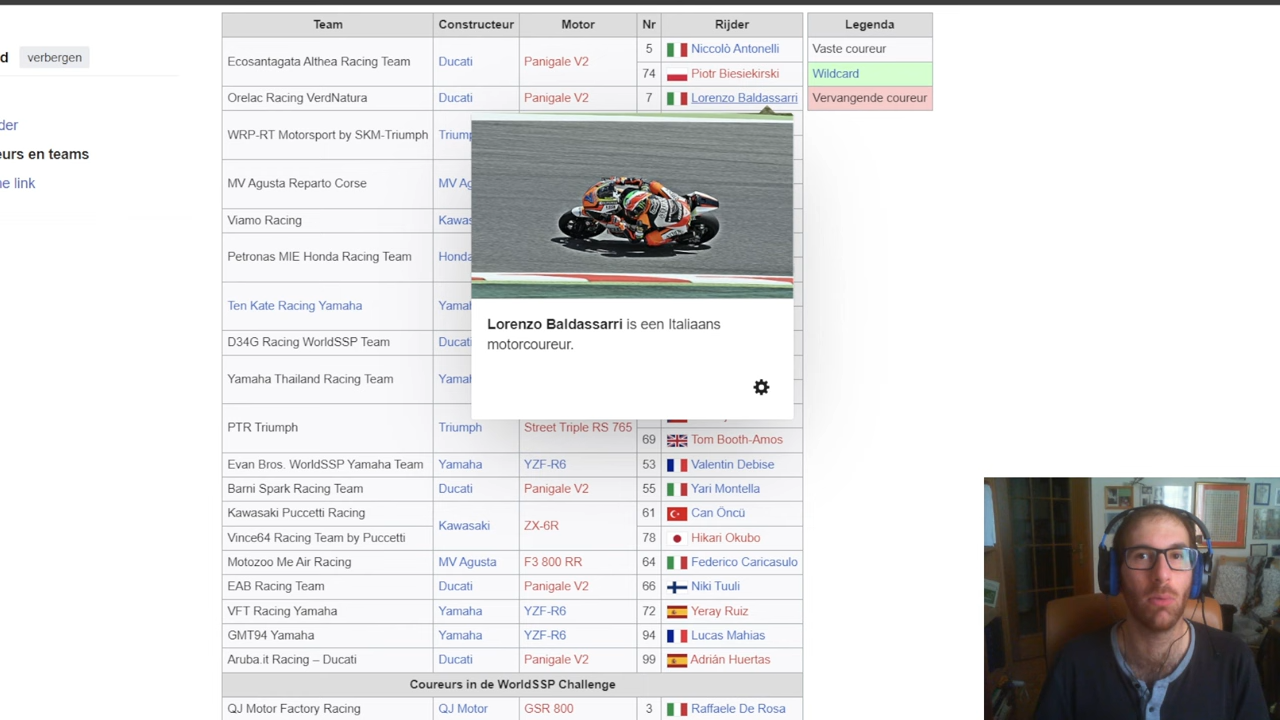 Team Constructeur Motor Nr Rijder
Ecosantagata Althea Racing Team Ducati Panigale V2 5 Niccolò Antonelli
74 Piotr Biesiekirski
Orelac Racing VerdNatura Ducati Panigale V2 7 Lorenzo Baldassarri
WRP-RT Motorsport by SKM-Triumph Trium
MV Agusta Reparto Corse MV Ag
Viamo Racing Kawas
Petronas MIE Honda Racing Team Honda
Ten Kate Racing Yamaha Yama
D34G Racing WorldSSP Team Ducat
Yamaha Thailand Racing Team Yama
PTR Triumph Triumph Street Triple RS 765
69 Tom Booth-Amos
Evan Bros. WorldSSP Yamaha Team Yamaha YZF-R6 53 Valentin Debise
Barni Spark Racing Team Ducati Panigale V2 55 Yari Montella
Kawasaki Puccetti Racing Kawasaki ZX-6R 61 Can Öncü
Vince64 Racing Team by Puccetti 78 Hikari Okubo
Motozoo Me Air Racing MV Agusta F3 800 RR 64 Federico Caricasulo
EAB Racing Team Ducati Panigale V2 66 Niki Tuuli
VFT Racing Yamaha Yamaha YZF-R6 72 Yeray Ruiz
GMT94 Yamaha Yamaha YZF-R6 94 Lucas Mahias
Aruba.it Racing – Ducati Ducati Panigale V2 99 Adrián Huertas
Coureurs in de WorldSSP Challenge
QJ Motor Factory Racing QJ Motor GSR 800 3 Raffaele De Rosa
Legenda
Vaste coureur
Wildcard
Vervangende coureur
Lorenzo Baldassarri is een Italiaans
motorcoureur.
d verbergen
der
eurs en teams
ne link